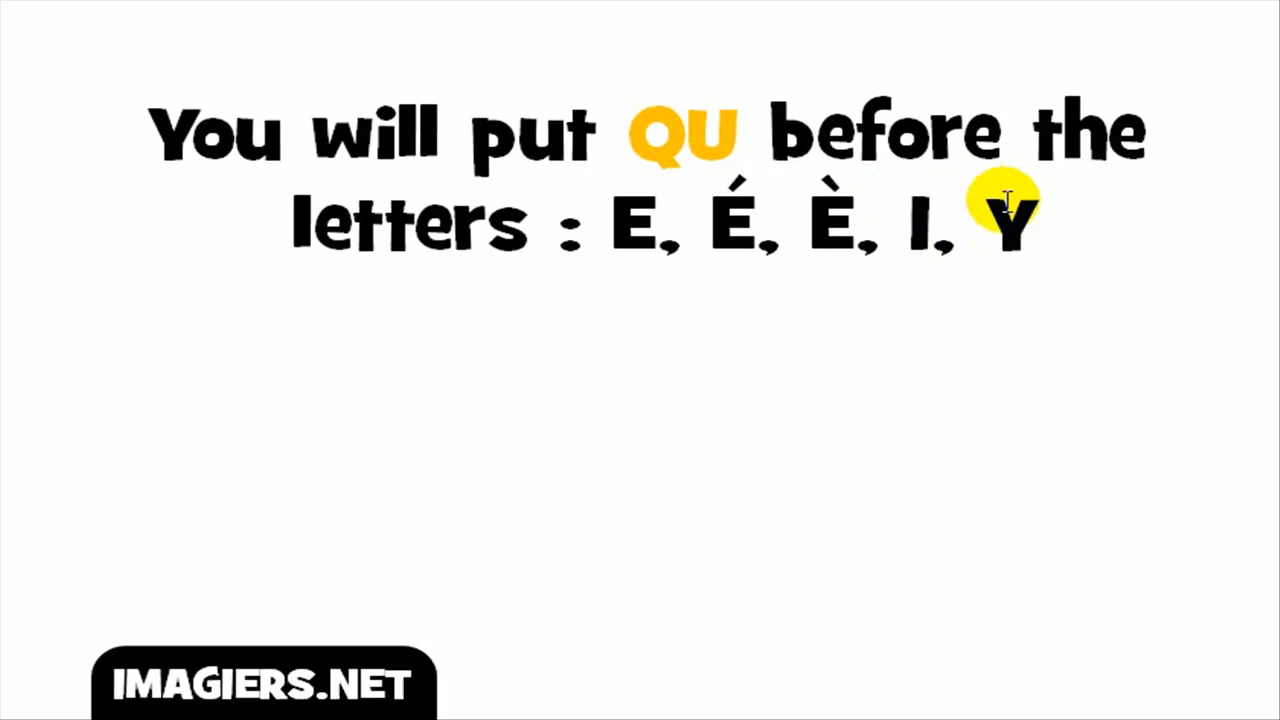 You will put QU before the
letters : E, É, È, I, Y
IMAGIERS.NET